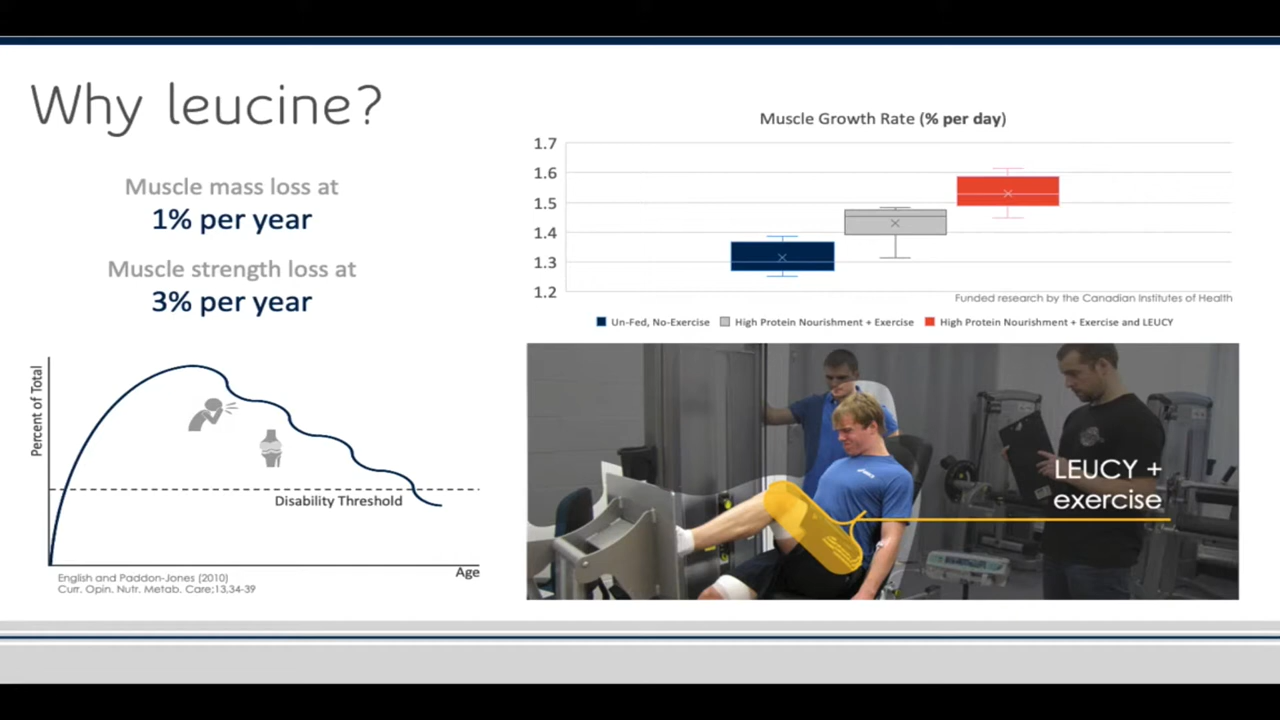 Why leucine?
Muscle mass loss at
1% per year
Muscle strength loss at
3% per year
Percent of Total
Disability Threshold
Age
English and Paddon-Jones (2010)
Curr. Opin. Nutr. Metab. Care;13,34-39
Muscle Growth Rate (% per day)
1.7
1.6
1.5
1.4
1.3
1.2
Funded research by the Canadian Institutes of Health
Un-Fed, No-Exercise High Protein Nourishment + Exercise High Protein Nourishment + Exercise and LEUCY
LEUCY +
exercise